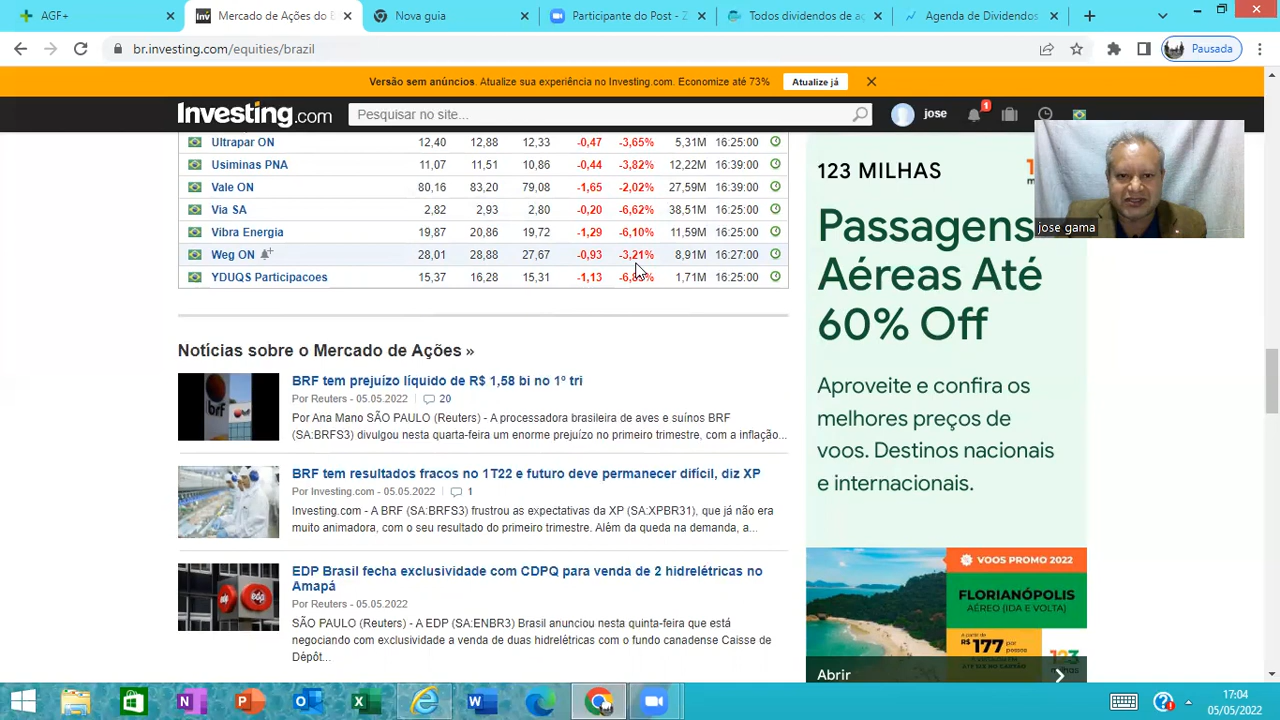 AGF+
Mercado de Ações do E
Nova guia
Participante do Post - Z
Todos dividendos de aç
Agenda de Dividendos
br.investing.com/equities/brazil
Pausada
Versão sem anúncios. Atualize sua experiência no Investing.com. Economize até 73%
Atualize já
Investing.com
Pesquisar no site...
jose
1
Ultrapar ON 12,40 12,88 12,33 -0,47 -3,65% 5,31M 16:25:00
Usiminas PNA 11,07 11,51 10,86 -0,44 -3,82% 12,22M 16:39:00
Vale ON 80,16 83,20 79,08 -1,65 -2,02% 27,59M 16:39:00
Via SA 2,82 2,93 2,80 -0,20 -6,62% 38,51M 16:25:00
Vibra Energia 19,87 20,86 19,72 -1,29 -6,10% 11,59M 16:25:00
Weg ON 28,01 28,88 27,67 -0,93 -3,21% 8,91M 16:27:00
YDUQS Participacoes 15,37 16,28 15,31 -1,13 1,71M 16:25:00
Notícias sobre o Mercado de Ações »
BRF tem prejuízo líquido de R$ 1,58 bi no 1º tri
Por Reuters - 05.05.2022 20
Por Ana Mano SÃO PAULO (Reuters) - A processadora brasileira de aves e suínos BRF
(SA:BRFS3) divulgou nesta quarta-feira um enorme prejuízo no primeiro trimestre, com a inflação...
BRF tem resultados fracos no 1T22 e futuro deve permanecer difícil, diz XP
Por Investing.com - 05.05.2022 1
Investing.com - A BRF (SA:BRFS3) frustrou as expectativas da XP (SA:XPBR31), que já não era
muito animadora, com o seu resultado do primeiro trimestre. Além da queda na demanda, a...
EDP Brasil fecha exclusividade com CDPQ para venda de 2 hidrelétricas no
Amapá
Por Reuters - 05.05.2022
SÃO PAULO (Reuters) - A EDP (SA:ENBR3) Brasil anunciou nesta quinta-feira que está
negociando com exclusividade a venda de duas hidrelétricas com o fundo canadense Caisse de
Dépôt...
brf
edp
123 MILHAS
Passagens
Aéreas Até
60% Off
Aproveite e confira os
melhores preços de
voos. Destinos nacionais
e internacionais.
VOOS PROMO 2022
FLORIANÓPOLIS
AÉREO (IDA E VOLTA)
A PARTIR DE
R$177 por pessoa
123
Abrir
jose gama
17:04
05/05/2022